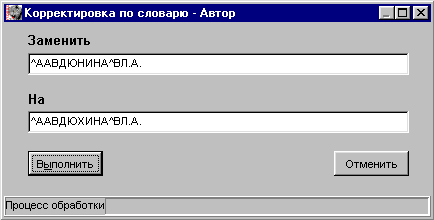 Корректировка по словарю - Автор
Заменить
^ААВДЮНИНА^ВЛ.А.
На
^ААВДЮХИНА^ВЛ.А.
Выполнить Отменить
Процесс обработки